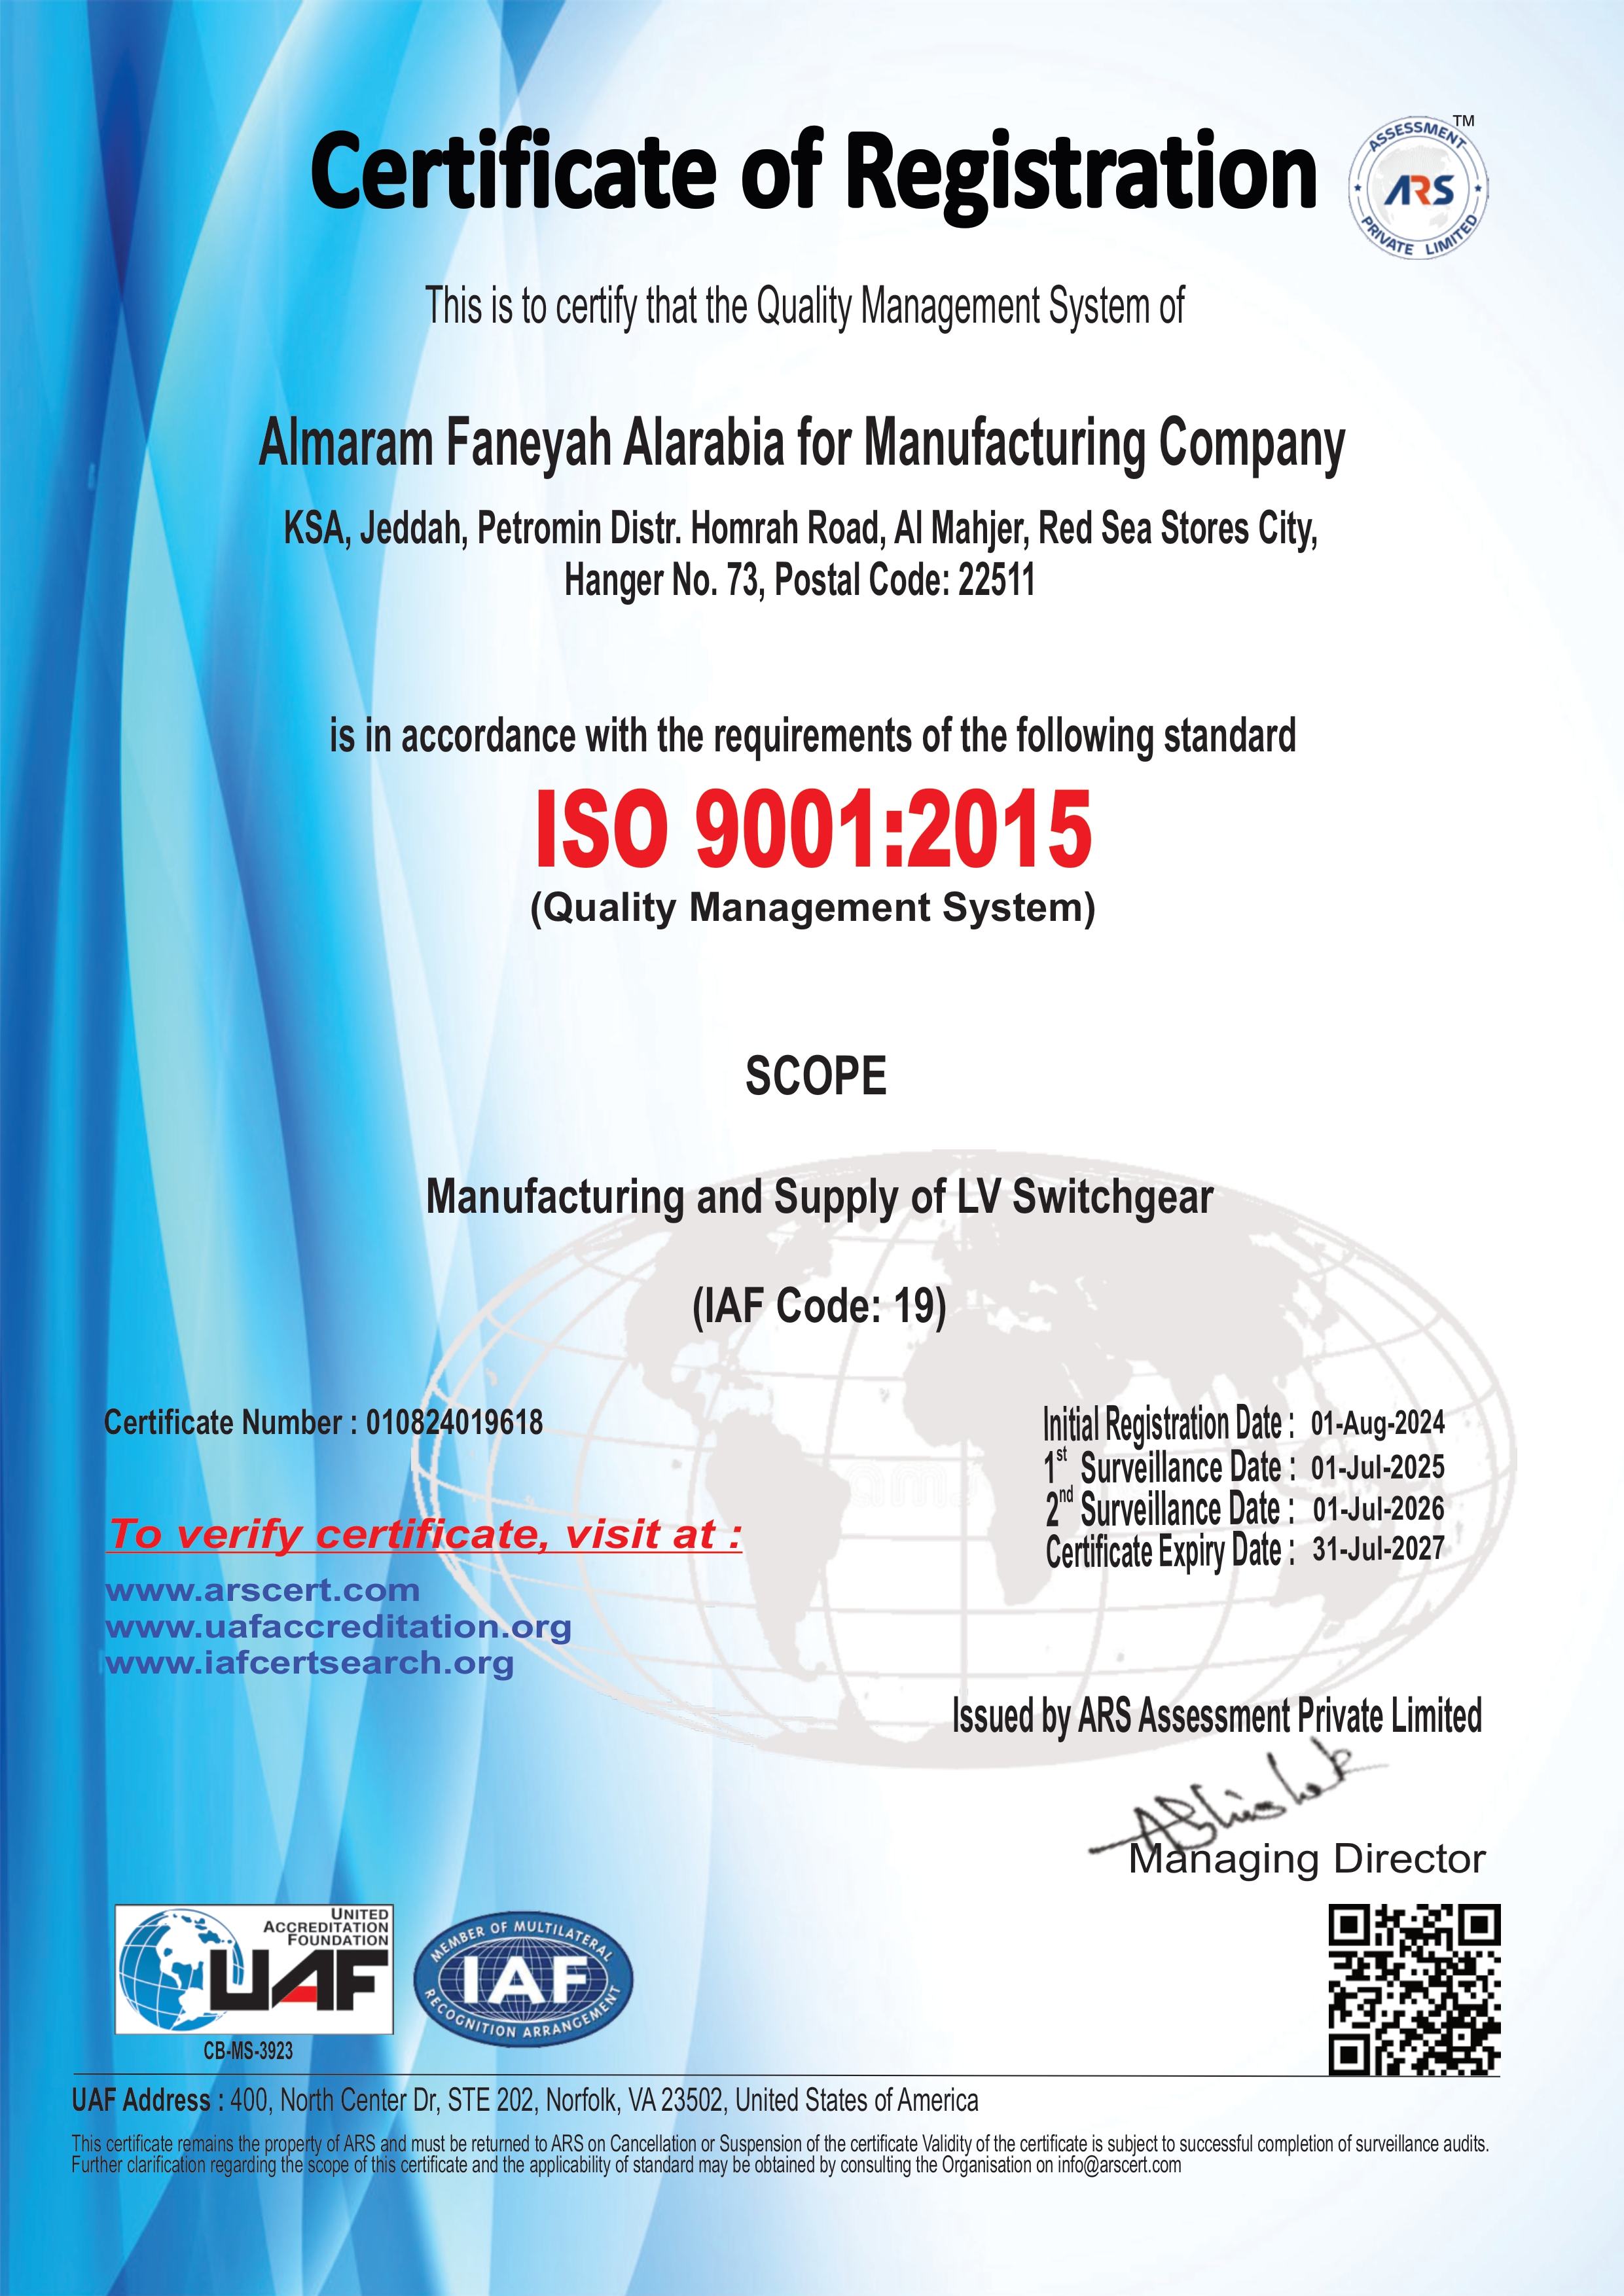 Certificate of Registration
ASSESSMENT
ARS
PRIVATE LIMITED
TM
This is to certify that the Quality Management System of
Almaram Faneyah Alarabia for Manufacturing Company
KSA, Jeddah, Petromin Distr. Homrah Road, Al Mahjer, Red Sea Stores City,
Hanger No. 73, Postal Code: 22511
is in accordance with the requirements of the following standard
ISO 9001:2015
(Quality Management System)
SCOPE
Manufacturing and Supply of LV Switchgear
(IAF Code: 19)
Certificate Number : 010824019618
Initial Registration Date : 01-Aug-2024
1st Surveillance Date : 01-Jul-2025
2nd Surveillance Date : 01-Jul-2026
Certificate Expiry Date : 31-Jul-2027
To verify certificate, visit at :
www.arscert.com
www.uafaccreditation.org
www.iafcertsearch.org
Issued by ARS Assessment Private Limited
Abhishek
Managing Director
UNITED
ACCREDITATION
FOUNDATION
UAF
CB-MS-3923
MEMBER OF MULTILATERAL
IAF
RECOGNITION ARRANGEMENT
UAF Address : 400, North Center Dr, STE 202, Norfolk, VA 23502, United States of America
This certificate remains the property of ARS and must be returned to ARS on Cancellation or Suspension of the certificate Validity of the certificate is subject to successful completion of surveillance audits.
Further clarification regarding the scope of this certificate and the applicability of standard may be obtained by consulting the Organisation on info@arscert.com